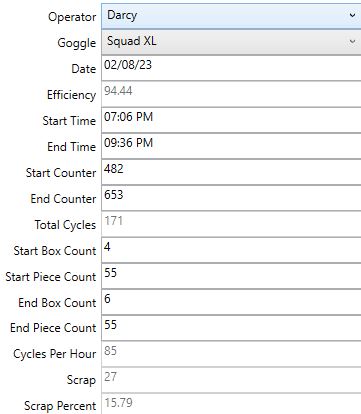 Operator Darcy
Goggle Squad XL
Date 02/08/23
Efficiency 94.44
Start Time 07:06 PM
End Time 09:36 PM
Start Counter 482
End Counter 653
Total Cycles 171
Start Box Count 4
Start Piece Count 55
End Box Count 6
End Piece Count 55
Cycles Per Hour 85
Scrap 27
Scrap Percent 15.79